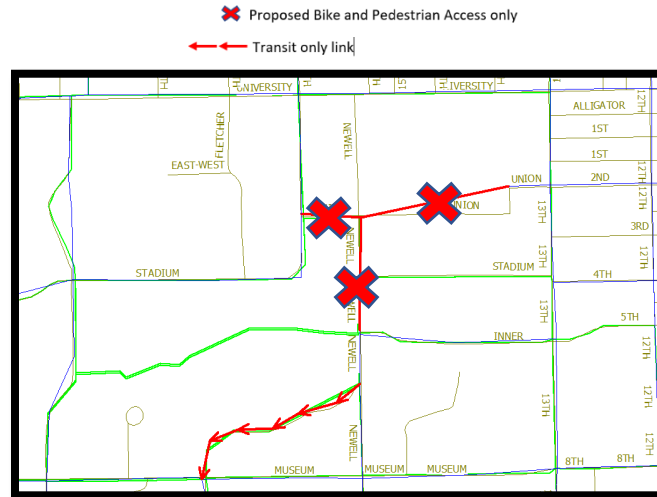 Proposed Bike and Pedestrian Access only
Transit only link
UNIVERSITY
IVERSITY
12TH
ALLIGATOR
FLETCHER
NEWELL
1ST
1ST
EAST-WEST
UNION
2ND
12TH
12TH
UNION
13TH
NEWELL
3RD
13TH
12TH
STADIUM
STADIUM
4TH
WELL
13TH
5TH
NEWELL
INNER
12TH
12TH
13TH
NEWELL
12TH
MUSEUM
MUSEUM
MUSEUM
8TH
8TH